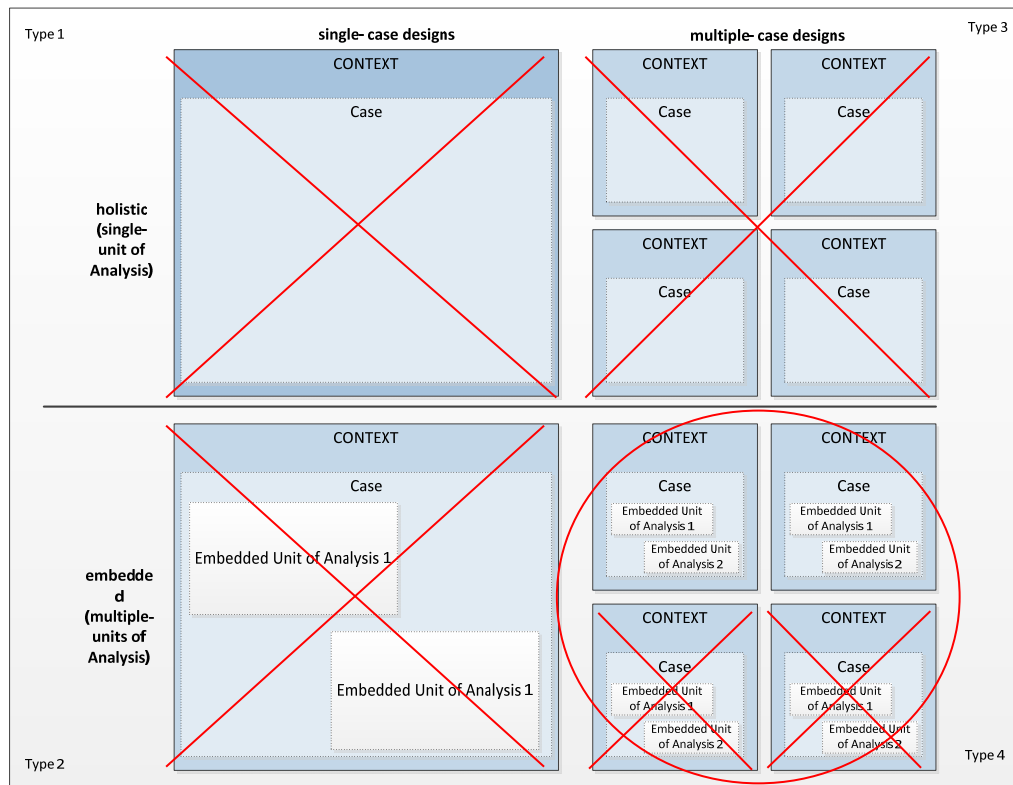 Type 1
single- case designs
multiple-case designs
Type 3
CONTEXT
Case
holistic
(single-
unit of
Analysis)
CONTEXT
Case
CONTEXT
Case
CONTEXT
Case
CONTEXT
Case
CONTEXT
Case
Embedded Unit of Analysis 1
Embedded Unit of Analysis 1
embedde
d
(multiple-
units of
Analysis)
CONTEXT
Case
Embedded Unit
of Analysis 1
Embedded Unit
of Analysis 2
CONTEXT
Case
Embedded Unit
of Analysis 1
Embedded Unit
of Analysis 2
CONTEXT
Case
Embedded Unit
of Analysis 1
Embedded Unit
of Analysis 2
CONTEXT
Case
Embedded Unit
of Analysis 1
Embedded Unit
of Analysis 2
Type 2
Type 4